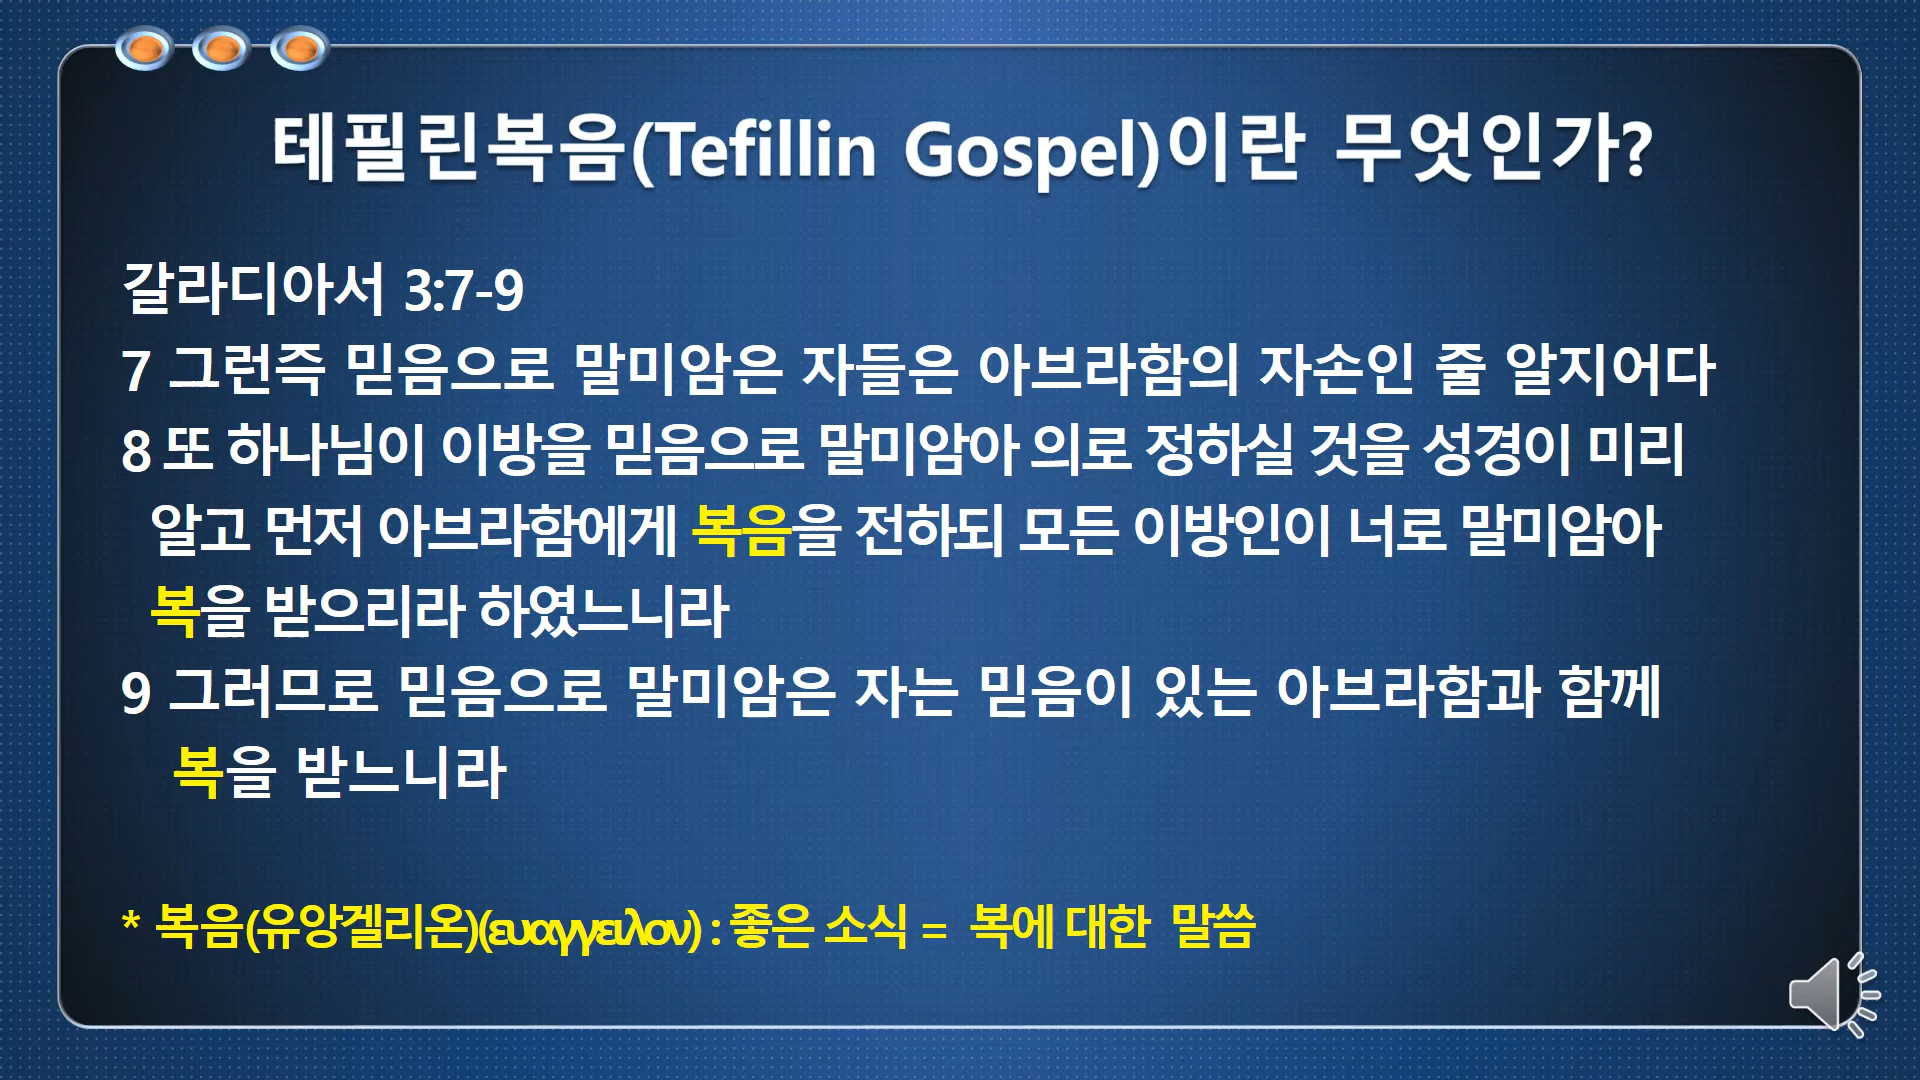 테필린복음(Tefillin Gospel)이란 무엇인가?
갈라디아서 3:7-9
7 그런즉 믿음으로 말미암은 자들은 아브라함의 자손인 줄 알지어다
8 또 하나님이 이방을 믿음으로 말미암아 의로 정하실 것을 성경이 미리
알고 먼저 아브라함에게 복음을 전하되 모든 이방인이 너로 말미암아
복을 받으리라 하였느니라
9 그러므로 믿음으로 말미암은 자는 믿음이 있는 아브라함과 함께
복을 받느니라
* 복음(유앙겔리온)(ευαγγειλον) : 좋은 소식 = 복에 대한 말씀